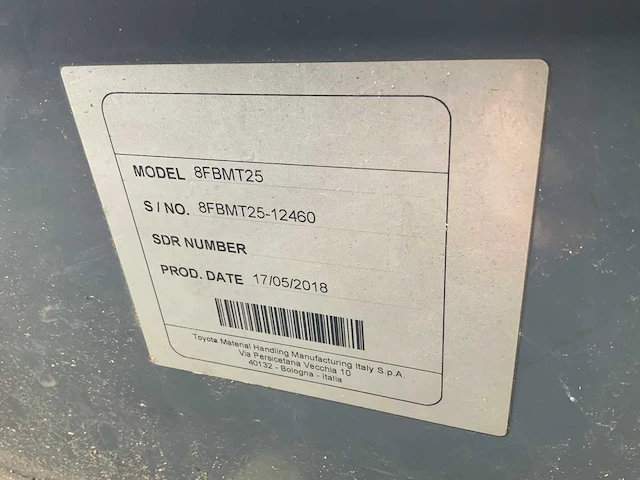 MODEL 8FBMT25
S / NO. 8FBMT25-12460
SDR NUMBER
PROD. DATE 17/05/2018
Toyota Material Handling Manufacturing Italy S.p.A.
Via Persicetana Vecchia 10
40132 - Bologna - Italia